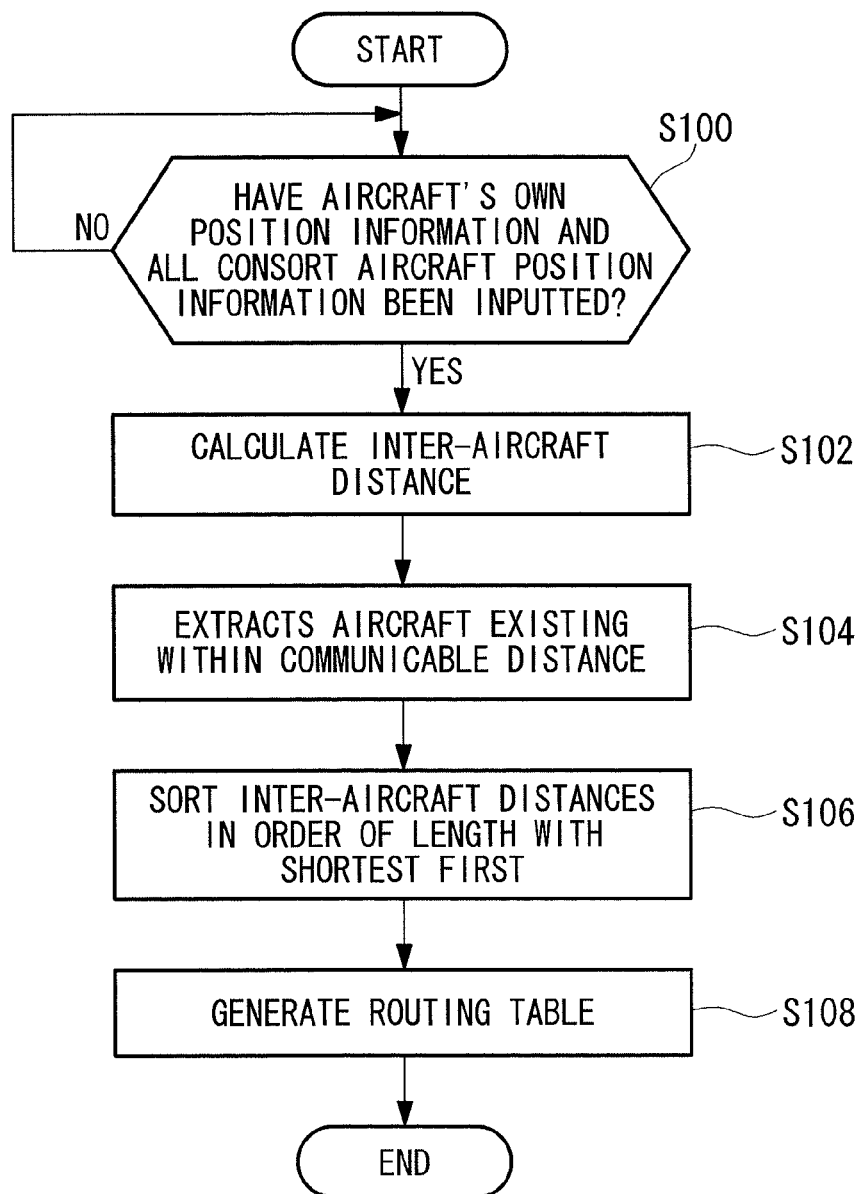 START
S100
HAVE AIRCRAFT'S OWN
POSITION INFORMATION AND
ALL CONSORT AIRCRAFT POSITION
INFORMATION BEEN INPUTTED?
NO
YES
CALCULATE INTER-AIRCRAFT
DISTANCE
S102
EXTRACTS AIRCRAFT EXISTING
WITHIN COMMUNICABLE DISTANCE
S104
SORT INTER-AIRCRAFT DISTANCES
IN ORDER OF LENGTH WITH
SHORTEST FIRST
S106
GENERATE ROUTING TABLE
S108
END